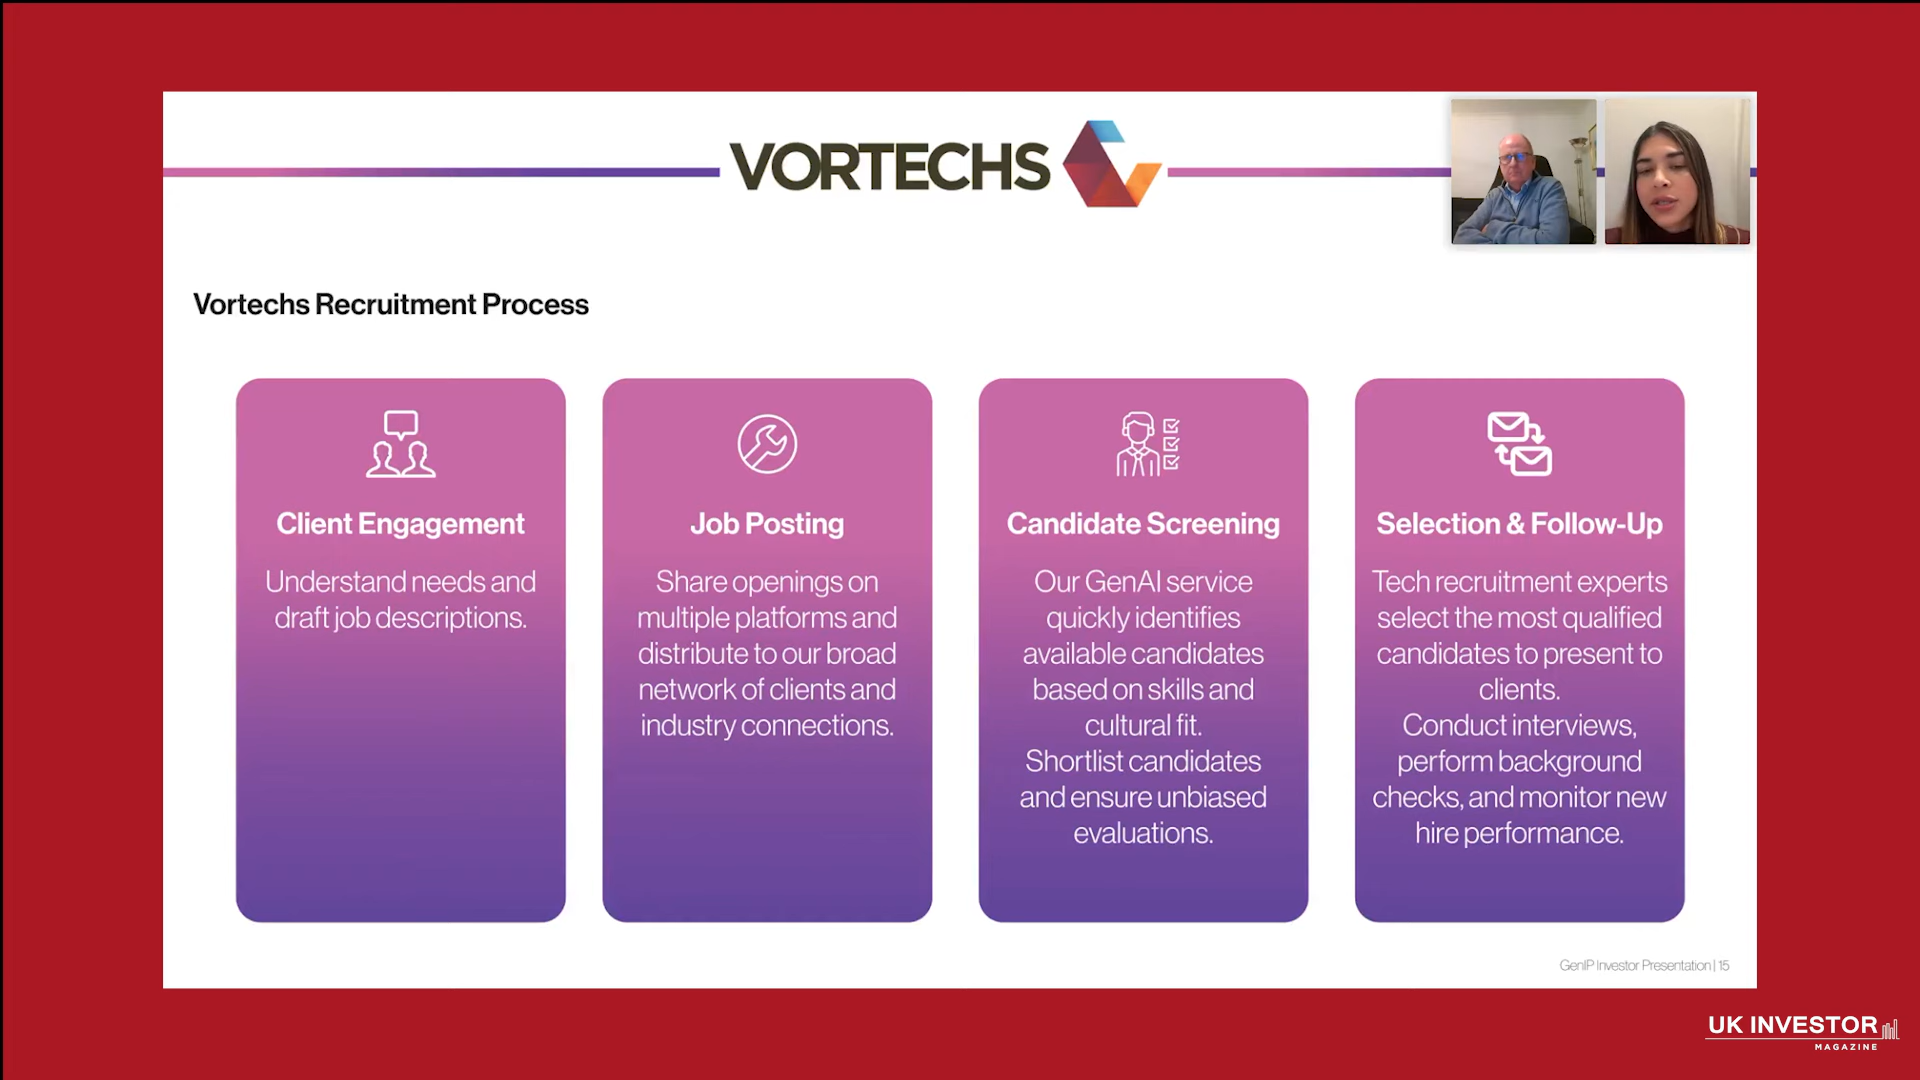 VORTECHS
Vortechs Recruitment Process
Client Engagement
Understand needs and
draft job descriptions.
Job Posting
Share openings on
multiple platforms and
distribute to our broad
network of clients and
industry connections.
Candidate Screening
Our GenAI service
quickly identifies
available candidates
based on skills and
cultural fit.
Shortlist candidates
and ensure unbiased
evaluations.
Selection & Follow-Up
Tech recruitment experts
select the most qualified
candidates to present to
clients.
Conduct interviews,
perform background
checks, and monitor new
hire performance.
GenIP Investor Presentation | 15
UK INVESTOR
MAGAZINE